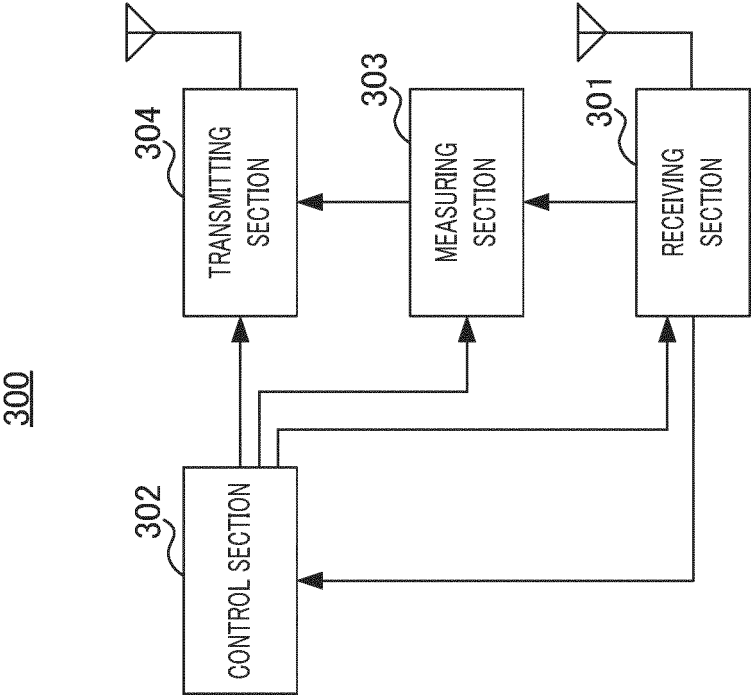 300
301
RECEIVING
SECTION
303
MEASURING
SECTION
304
TRANSMITTING
SECTION
302
CONTROL SECTION